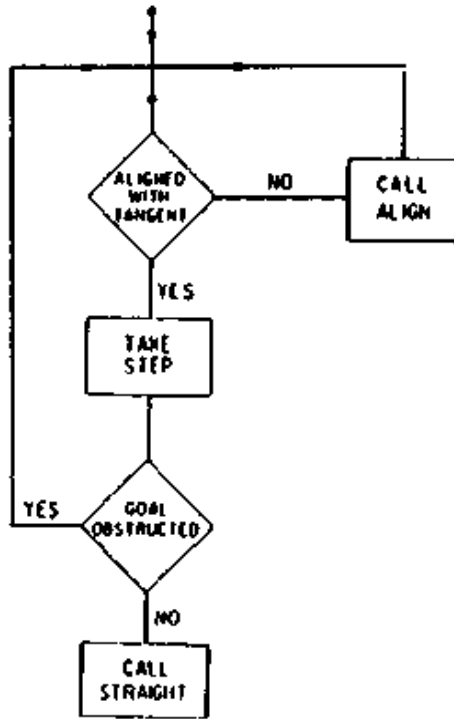 ALIGNED
WITH
TANGENT
NO
CALL
ALIGN
YES
TAKE
STEP
GOAL
OBSTRUCTED
YES
NO
CALL
STRAIGHT